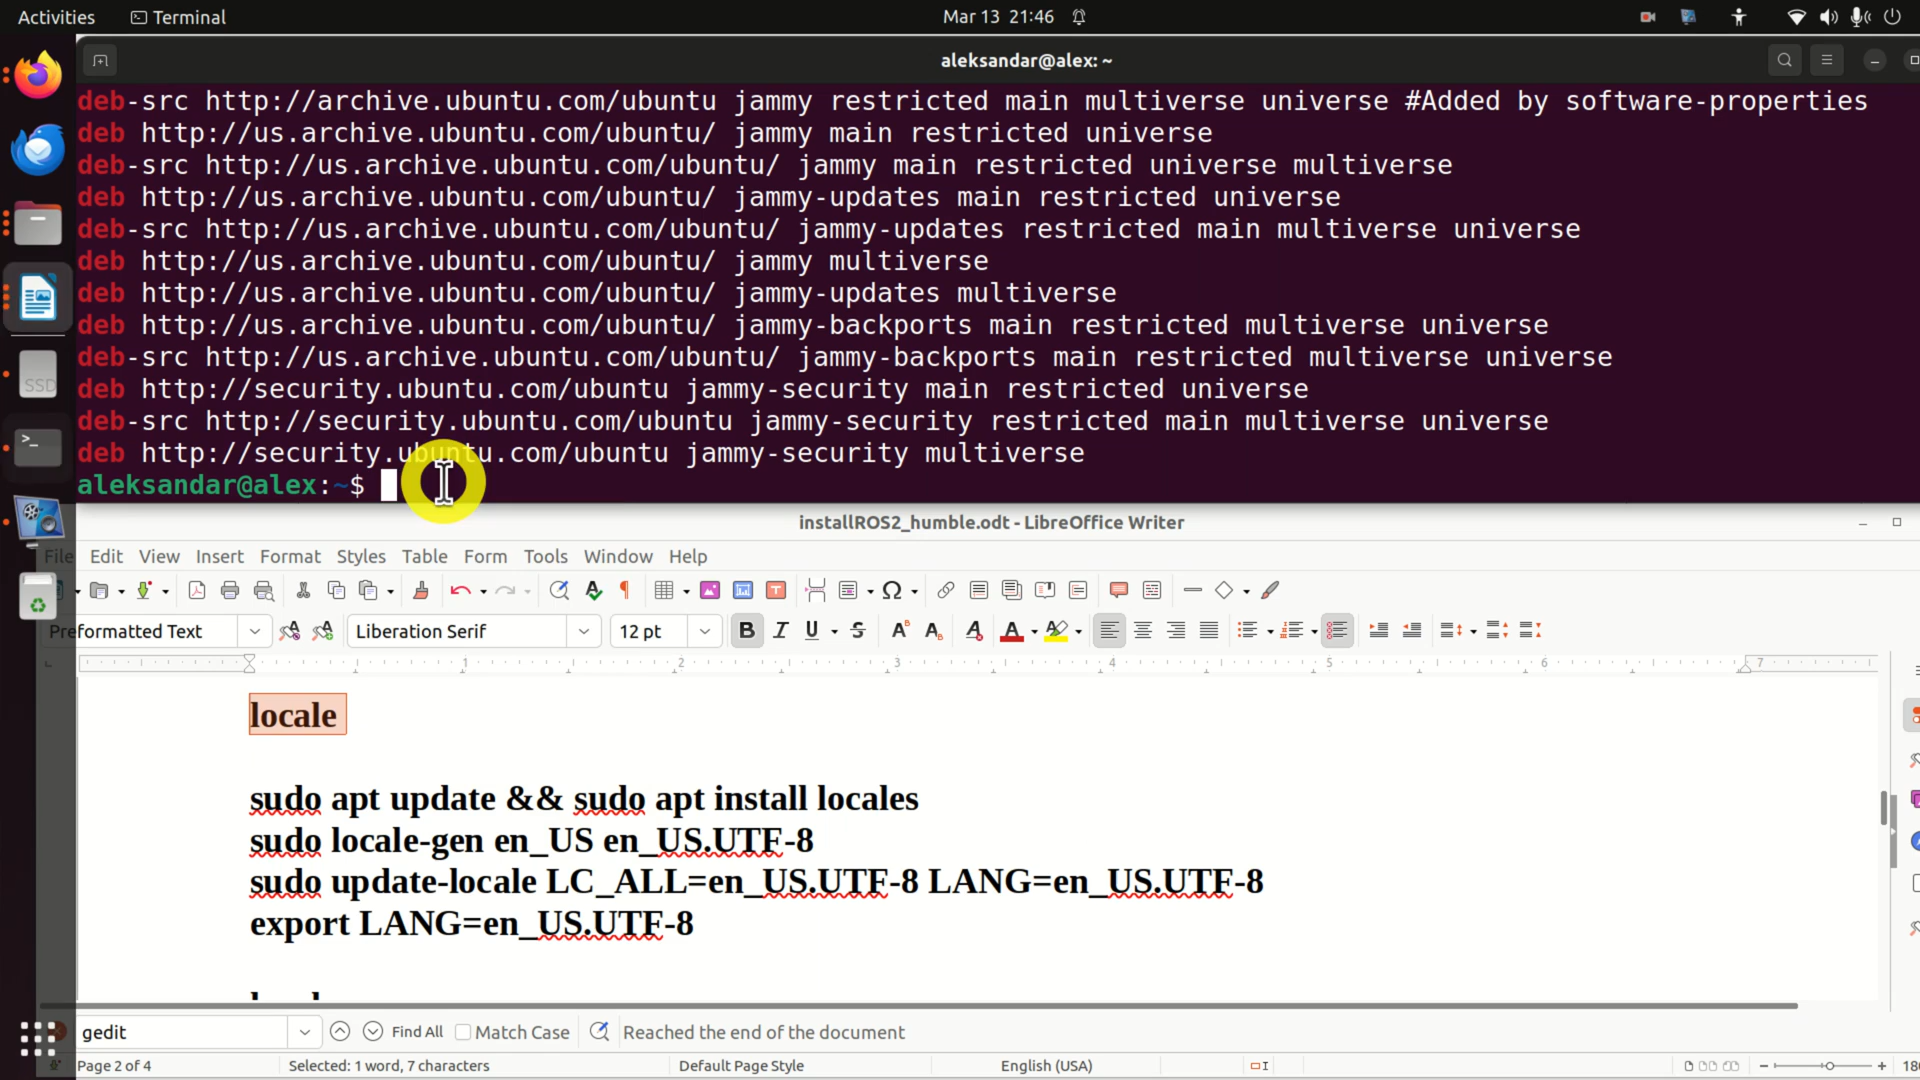 Activities Terminal Mar 13 21:46
aleksandar@alex: ~
deb-src http://archive.ubuntu.com/ubuntu jammy restricted main multiverse universe #Added by software-properties
deb http://us.archive.ubuntu.com/ubuntu/ jammy main restricted universe
deb-src http://us.archive.ubuntu.com/ubuntu/ jammy main restricted universe multiverse
deb http://us.archive.ubuntu.com/ubuntu/ jammy-updates main restricted universe
deb-src http://us.archive.ubuntu.com/ubuntu/ jammy-updates restricted main multiverse universe
deb http://us.archive.ubuntu.com/ubuntu/ jammy multiverse
deb http://us.archive.ubuntu.com/ubuntu/ jammy-updates multiverse
deb http://us.archive.ubuntu.com/ubuntu/ jammy-backports main restricted multiverse universe
deb-src http://us.archive.ubuntu.com/ubuntu/ jammy-backports main restricted multiverse universe
deb http://security.ubuntu.com/ubuntu jammy-security main restricted universe
deb-src http://security.ubuntu.com/ubuntu jammy-security restricted main multiverse universe
deb http://security.ubuntu.com/ubuntu jammy-security multiverse
aleksandar@alex:~$
SSD
installROS2_humble.odt - LibreOffice Writer
File Edit View Insert Format Styles Table Form Tools Window Help
Preformatted Text Liberation Serif 12 pt
1 2 3 4 5 6 7
locale
sudo apt update && sudo apt install locales
sudo locale-gen en_US en_US.UTF-8
sudo update-locale LC_ALL=en_US.UTF-8 LANG=en_US.UTF-8
export LANG=en_US.UTF-8
gedit Find All Match Case Reached the end of the document
Page 2 of 4 Selected: 1 word, 7 characters Default Page Style English (USA)